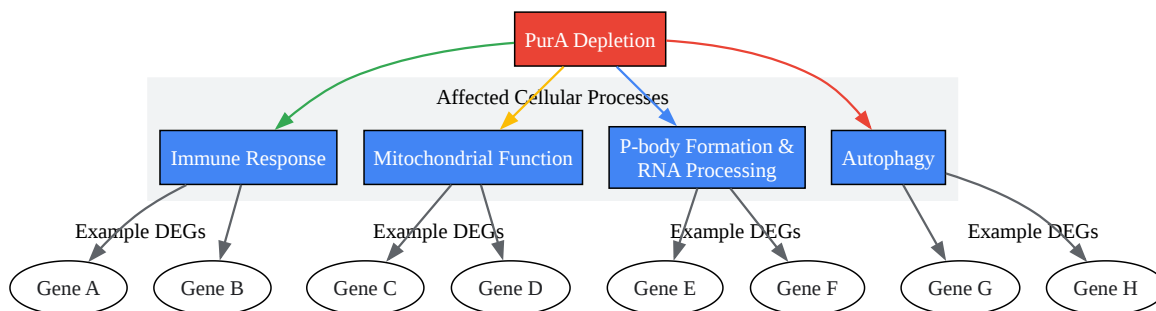 PurA Depletion
Affected Cellular Processes
Immune Response
Mitochondrial Function
P-body Formation &
RNA Processing
Autophagy
Example DEGs
Example DEGs
Example DEGs
Example DEGs
Gene A
Gene B
Gene C
Gene D
Gene E
Gene F
Gene G
Gene H